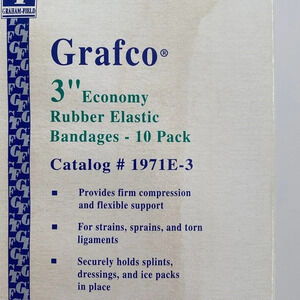 GRAHAM-FIELD
Grafco®
3" Economy
Rubber Elastic
Bandages - 10 Pack
Catalog # 1971E-3
Provides firm compression
and flexible support
For strains, sprains, and torn
ligaments
Securely holds splints,
dressings, and ice packs
in place